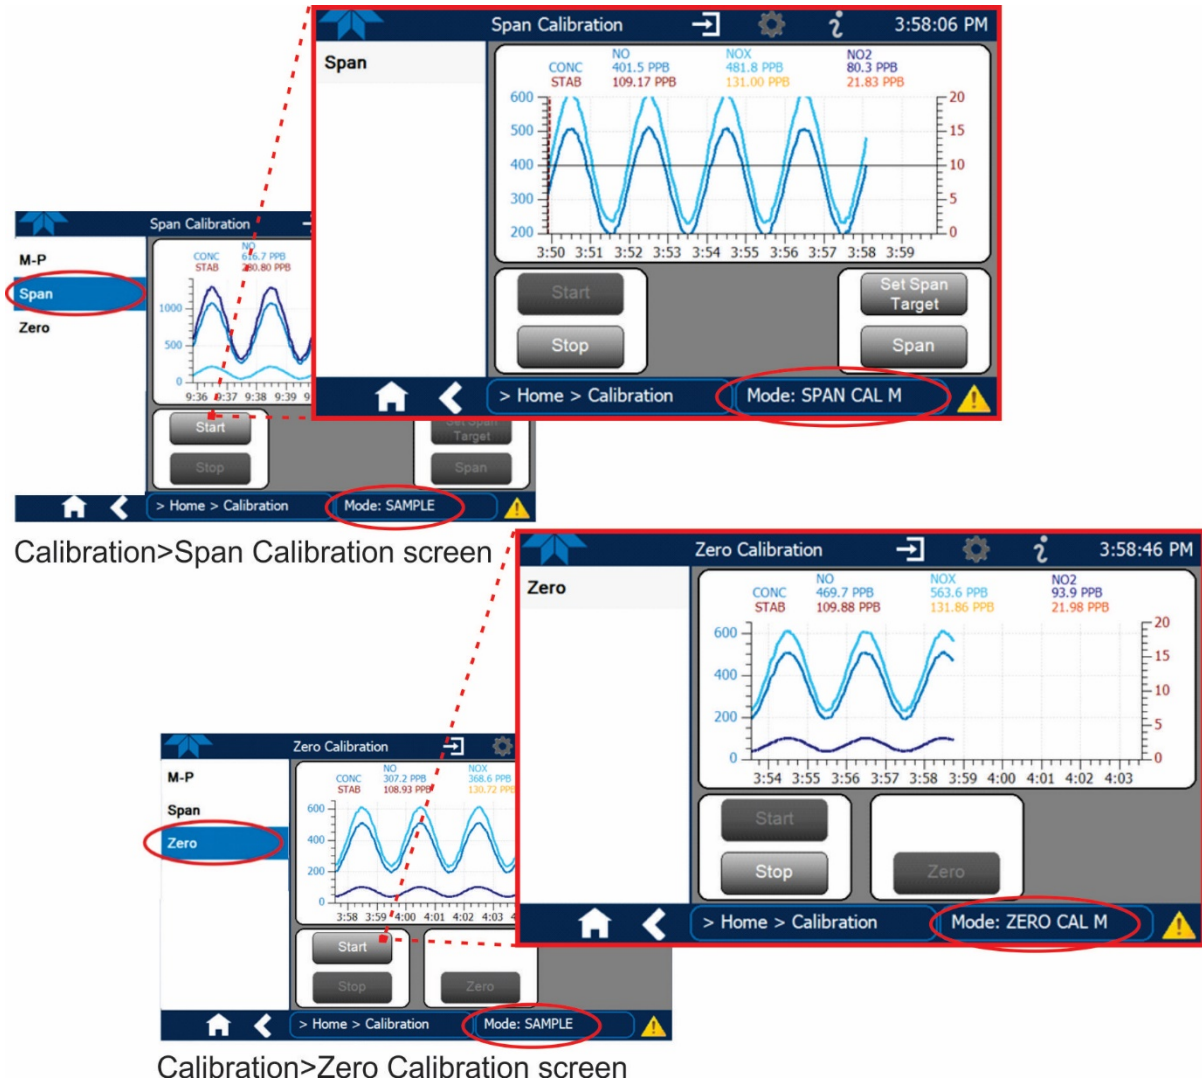 Span Calibration 3:58:06 PM
Span
NO NOX NO2
CONC 401.5 PPB 481.8 PPB 80.3 PPB
STAB 109.17 PPB 131.00 PPB 21.83 PPB
600 20
500 15
400 10
300 5
200 0
3:50 3:51 3:52 3:53 3:54 3:55 3:56 3:57 3:58 3:59
Start
Stop
Set Span
Target
Span
> Home > Calibration Mode: SPAN CAL M
Span Calibration
M-P
Span
Zero
NO
CONC 616.7 PPB
STAB 280.80 PPB
1000
500
0
9:36 9:37 9:38 9:39 9
Start
Stop
Set Span
Target
Span
> Home > Calibration Mode: SAMPLE
Calibration>Span Calibration screen
Zero Calibration 3:58:46 PM
Zero
NO NOX NO2
CONC 469.7 PPB 563.6 PPB 93.9 PPB
STAB 109.88 PPB 131.86 PPB 21.98 PPB
600 20
400 15
200 10
0 5
0
3:54 3:55 3:56 3:57 3:58 3:59 4:00 4:01 4:02 4:03
Start
Stop
Zero
> Home > Calibration Mode: ZERO CAL M
Zero Calibration
M-P
Span
Zero
NO NOX
CONC 307.2 PPB 368.6 PPB
STAB 108.93 PPB 130.72 PPB
600
400
200
0
3:58 3:59 4:00 4:01 4:02 4:03 4
Start
Stop
Zero
> Home > Calibration Mode: SAMPLE
Calibration>Zero Calibration screen